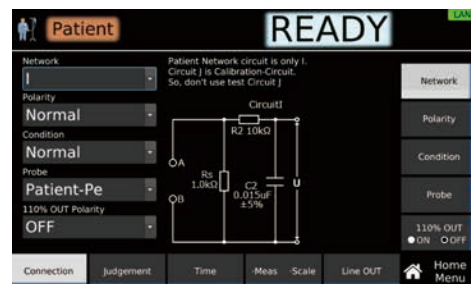 LAN
Patient
READY
Network
I
Patient Network circuit is only I.
Circuit J is Calibration-Circuit.
So, don't use test Circuit J
Polarity
Normal
Condition
Normal
Probe
Patient-Pe
110% OUT Polarity
OFF
CircuitI
R2 10kΩ
A
Rs
1.0kΩ
B
C2
0.015uF
±5%
U
Network
Polarity
Condition
Probe
110% OUT
ON OFF
Connection
Judgement
Time
-Meas -Scale
Line OUT
Home
Menu